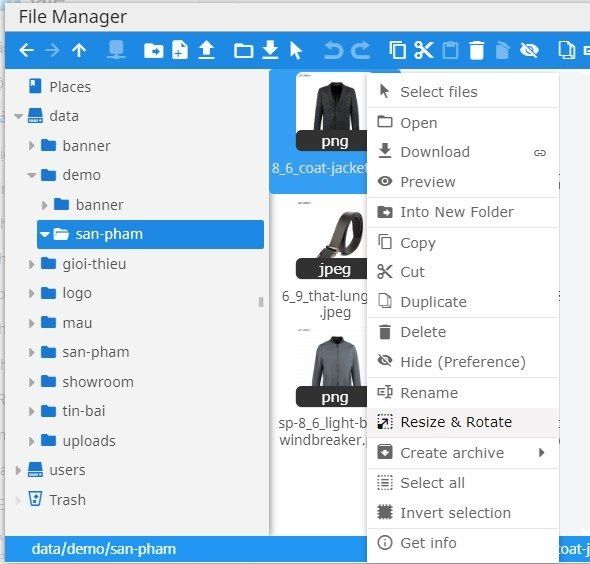 File Manager
Places
data
banner
demo
banner
san-pham
gioi-thieu
logo
mau
san-pham
showroom
tin-bai
uploads
users
Trash
png
8_6_coat-jacket
jpeg
6_9_that-lung
.jpeg
png
sp-8_6_light-b
windbreaker.
Select files
Open
Download
Preview
Into New Folder
Copy
Cut
Duplicate
Delete
Hide (Preference)
Rename
Resize & Rotate
Create archive
Select all
Invert selection
Get info
data/demo/san-pham
coat-j